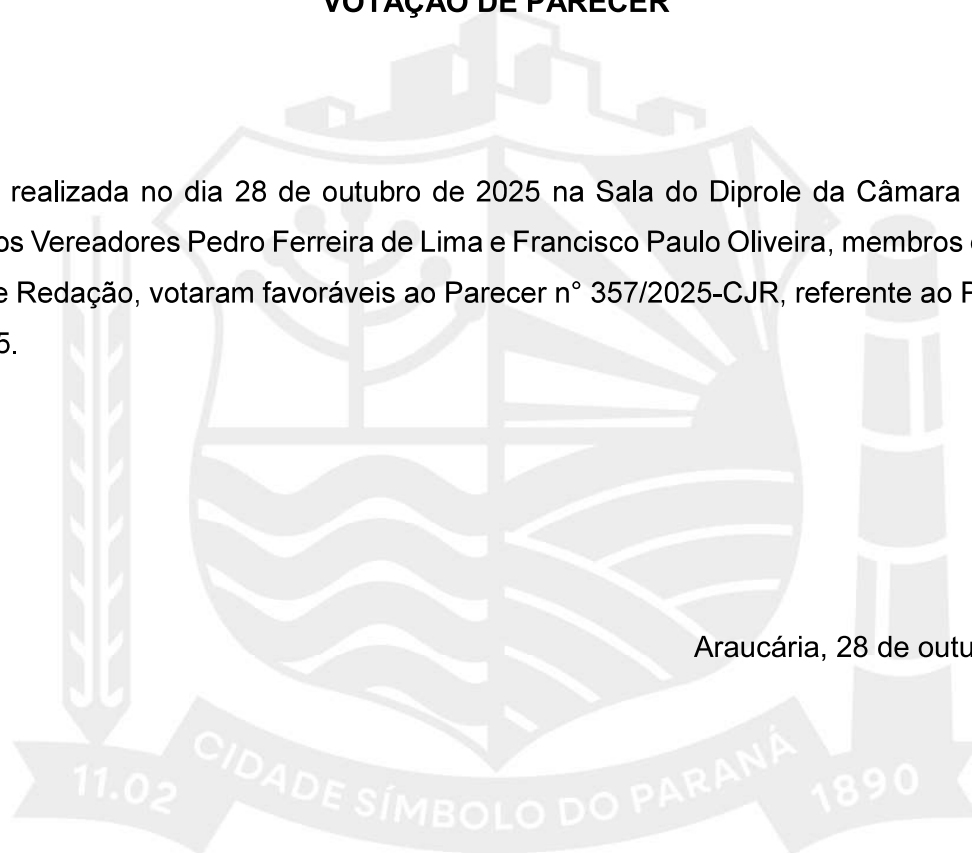 VOTAÇÃO DE PARECER
realizada no dia 28 de outubro de 2025 na Sala do Diprole da Câmara
os Vereadores Pedro Ferreira de Lima e Francisco Paulo Oliveira, membros
e Redação, votaram favoráveis ao Parecer n° 357/2025-CJR, referente ao
5.
Araucária, 28 de outu
11.02 CIDADE SÍMBOLO DO PARANÁ 1890